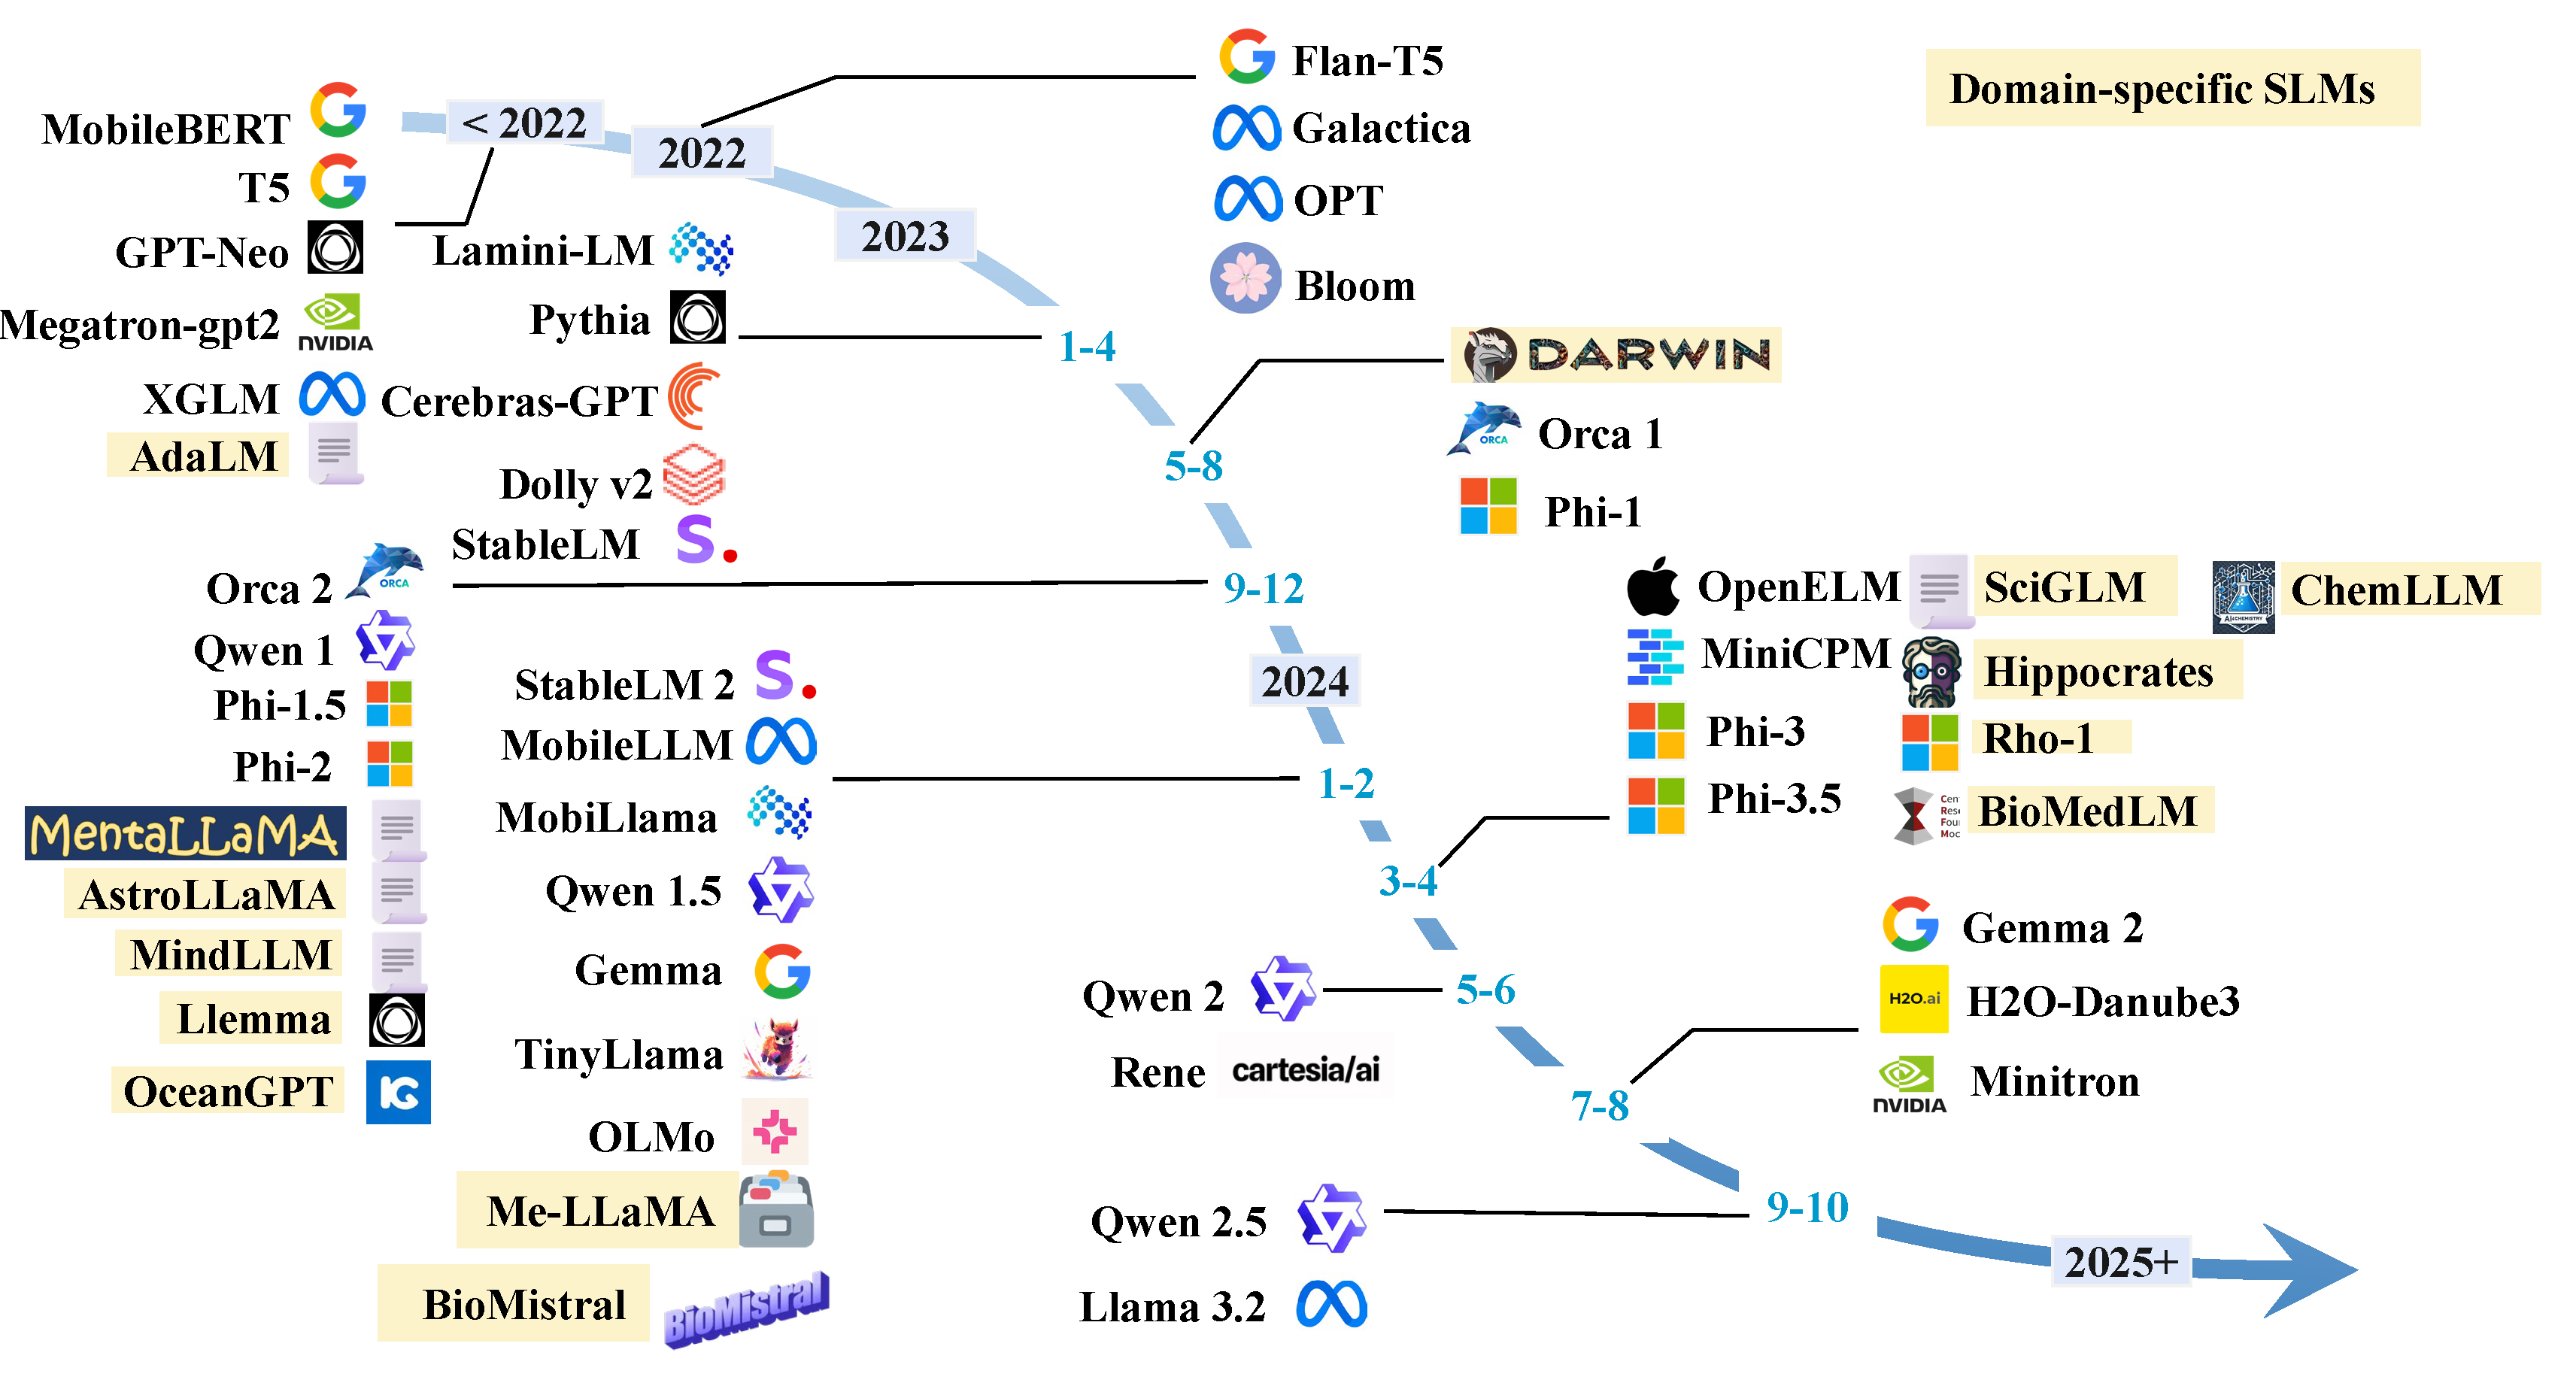 Domain-specific SLMs
< 2022
MobileBERT
T5
GPT-Neo
Megatron-gpt2
NVIDIA
XGLM
AdaLM
2022
Flan-T5
Galactica
OPT
Bloom
2023
1-4
Lamini-LM
Pythia
Cerebras-GPT
Dolly v2
StableLM
S.
5-8
DARWIN
Orca 1
ORCA
Phi-1
9-12
Orca 2
ORCA
Qwen 1
Phi-1.5
Phi-2
MentaLLaMA
AstroLLaMA
MindLLM
Llemma
OceanGPT
2024
1-2
StableLM 2
S.
MobileLLM
MobiLlama
Qwen 1.5
Gemma
TinyLlama
OLMo
Me-LLaMA
BioMistral
BioMistral
3-4
OpenELM
MiniCPM
Phi-3
Phi-3.5
SciGLM
ChemLLM
Hippocrates
Rho-1
BioMedLM
5-6
Qwen 2
Rene
cartesia/ai
7-8
Gemma 2
H2O.ai
H2O-Danube3
NVIDIA
Minitron
9-10
Qwen 2.5
Llama 3.2
2025+